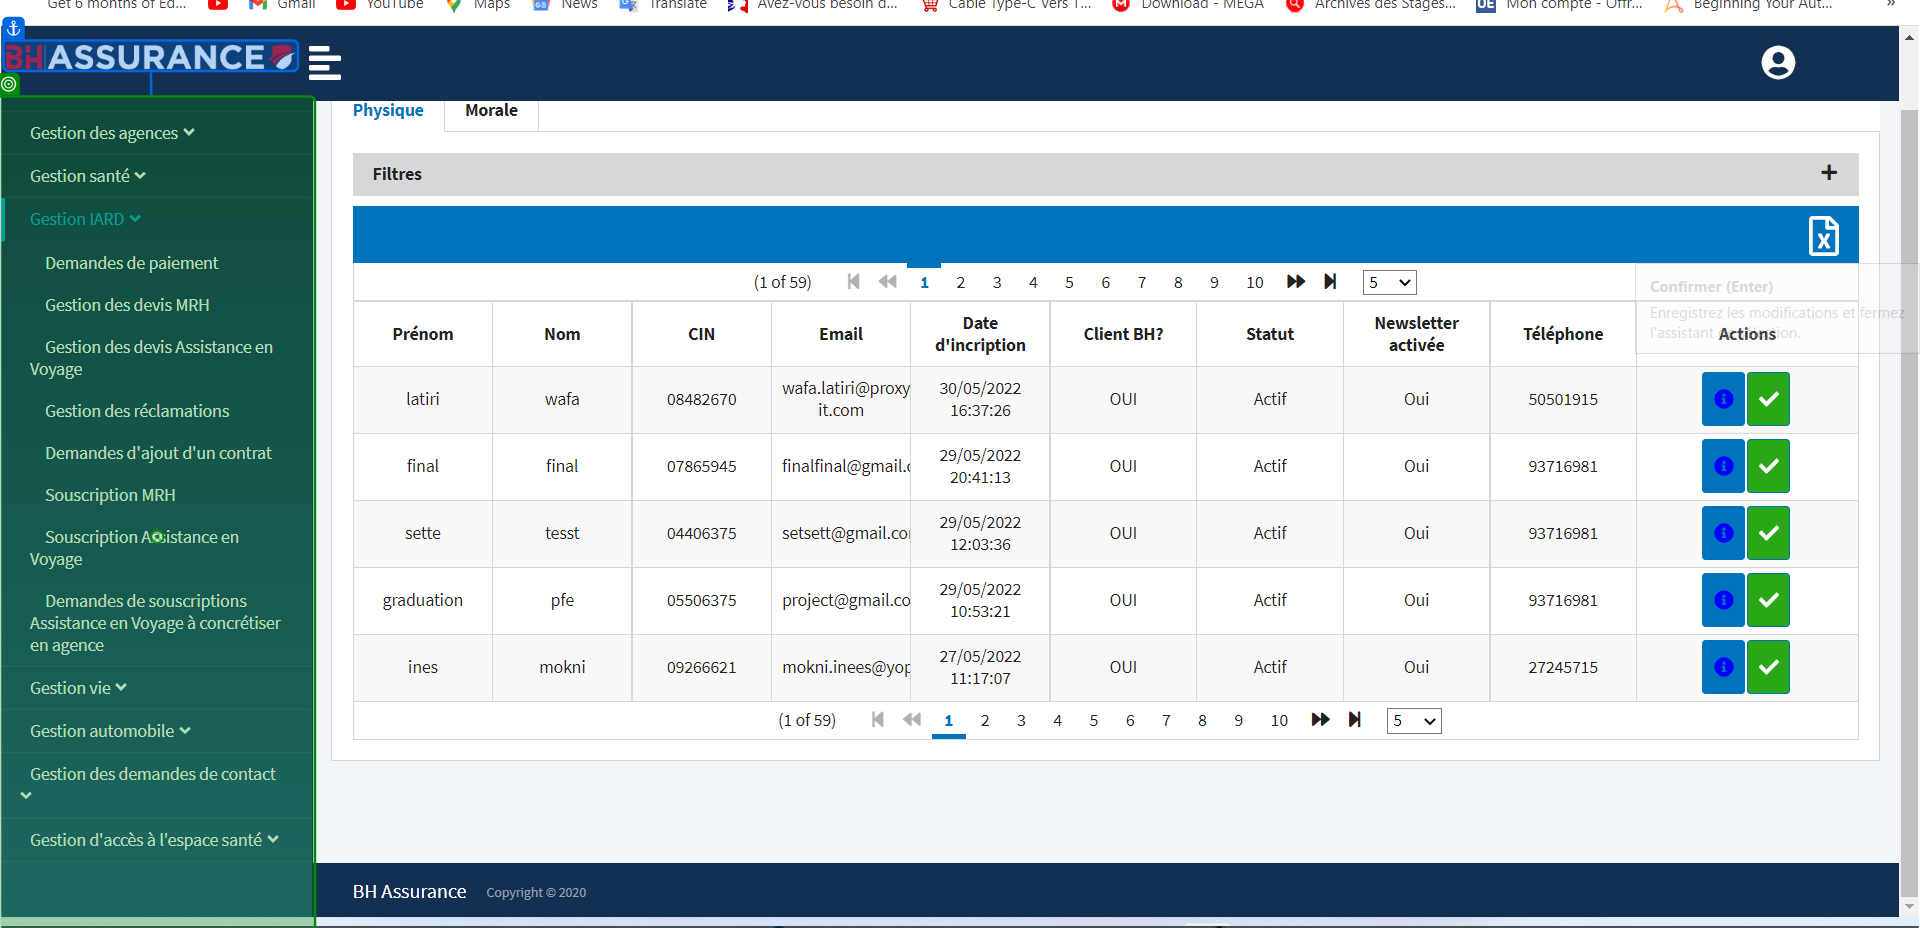 Get 6 months of Ed...
Gmail
YouTube
Maps
News
Translate
Avez-vous besoin d...
Cable Type-C Vers T...
Download - MEGA
Archives des Stages...
Mon compte - Offr...
Beginning Your Aut...
»
BH ASSURANCE
Physique
Morale
Gestion des agences
Gestion santé
Gestion IARD
Demandes de paiement
Gestion des devis MRH
Gestion des devis Assistance en
Voyage
Gestion des réclamations
Demandes d'ajout d'un contrat
Souscription MRH
Souscription Assistance en
Voyage
Demandes de souscriptions
Assistance en Voyage à concrétiser
en agence
Gestion vie
Gestion automobile
Gestion des demandes de contact
Gestion d'accès à l'espace santé
Filtres +
(1 of 59) 1 2 3 4 5 6 7 8 9 10 5
Confirmer (Enter)
Enregistrez les modifications et fermez
Prénom Nom CIN Email Date d'incription Client BH? Statut Newsletter activée Téléphone Actions
latiri wafa 08482670 wafa.latiri@proxy 30/05/2022 OUI Actif Oui 50501915
it.com 16:37:26
final final 07865945 finalfinal@gmail.c 29/05/2022 OUI Actif Oui 93716981
20:41:13
sette tesst 04406375 setsett@gmail.co 29/05/2022 OUI Actif Oui 93716981
12:03:36
graduation pfe 05506375 project@gmail.co 29/05/2022 OUI Actif Oui 93716981
10:53:21
ines mokni 09266621 mokni.inees@yop 27/05/2022 OUI Actif Oui 27245715
11:17:07
(1 of 59) 1 2 3 4 5 6 7 8 9 10 5
BH Assurance Copyright © 2020